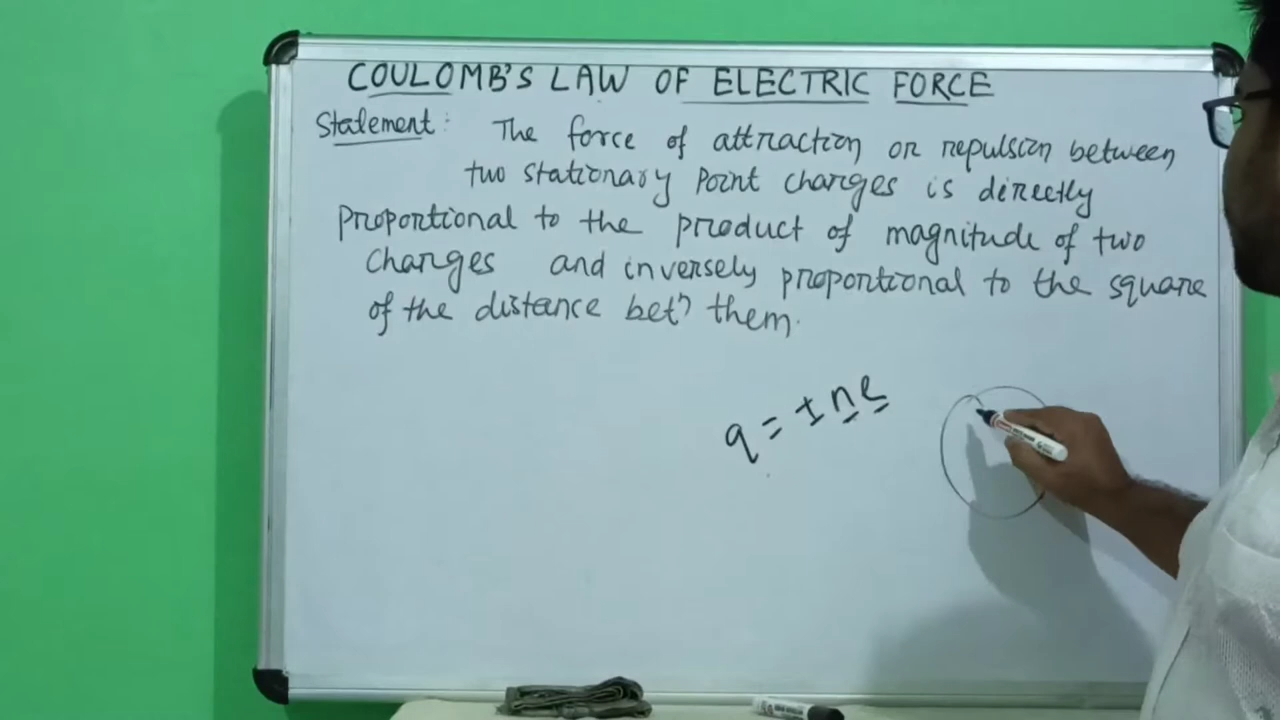 COULOMB'S LAW OF ELECTRIC FORCE
Statement: The force of attraction or repulsion between
two stationary point charges is directly
proportional to the product of magnitude of two
charges and inversely proportional to the square
of the distance betⁿ them.
q = ± ne